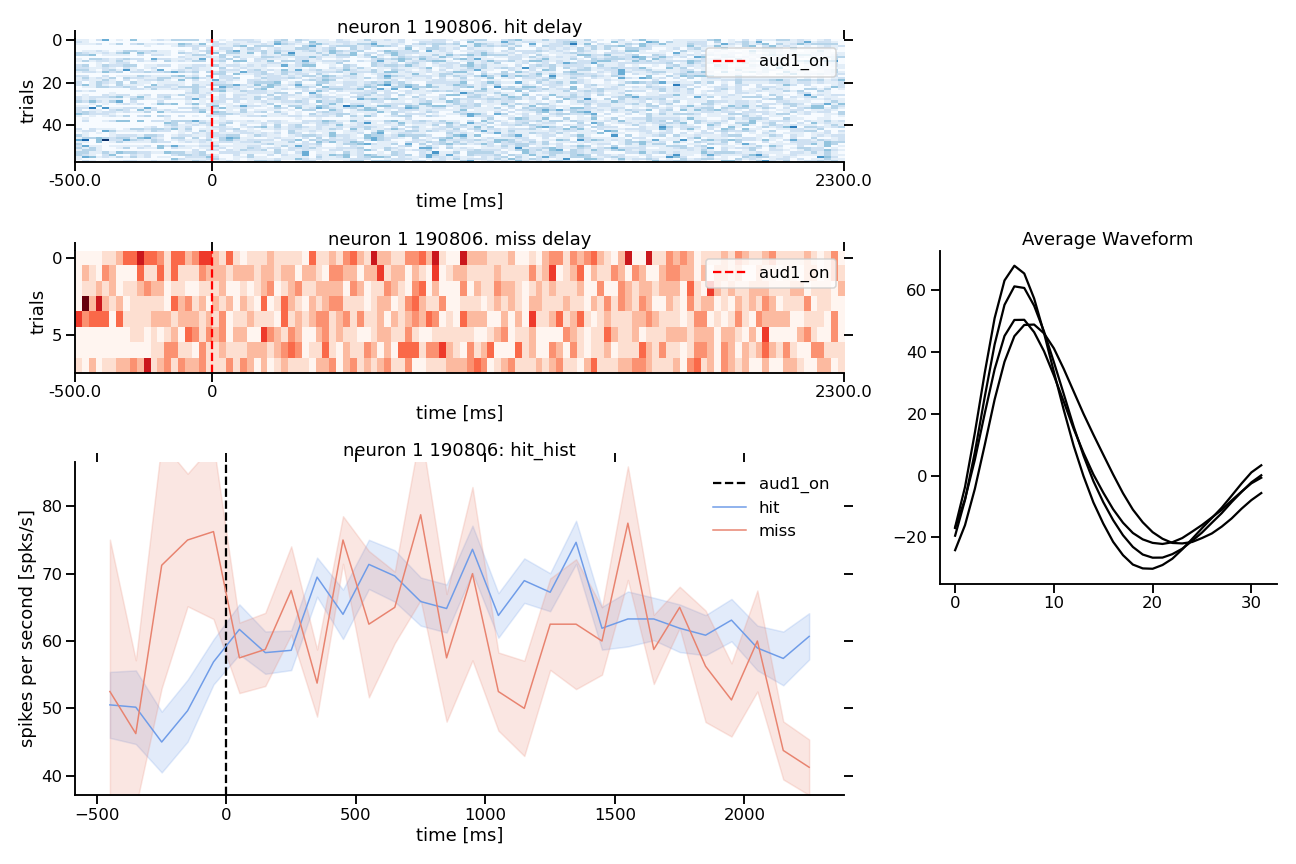 neuron 1 190806. hit delay
0
20
40
trials
aud1_on
-500.0
0
2300.0
time [ms]
neuron 1 190806. miss delay
0
5
trials
aud1_on
-500.0
0
2300.0
time [ms]
neuron 1 190806: hit_hist
80
70
60
50
40
spikes per second [spks/s]
aud1_on
hit
miss
−500
0
500
1000
1500
2000
time [ms]
Average Waveform
60
40
20
0
−20
0
10
20
30